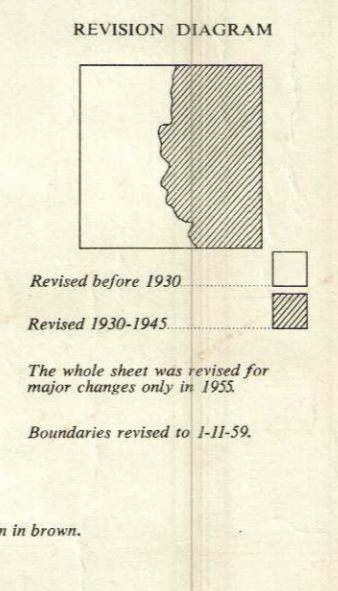 REVISION DIAGRAM
Revised before 1930
Revised 1930-1945
The whole sheet was revised for
major changes only in 1955.
Boundaries revised to 1-11-59.
in brown.